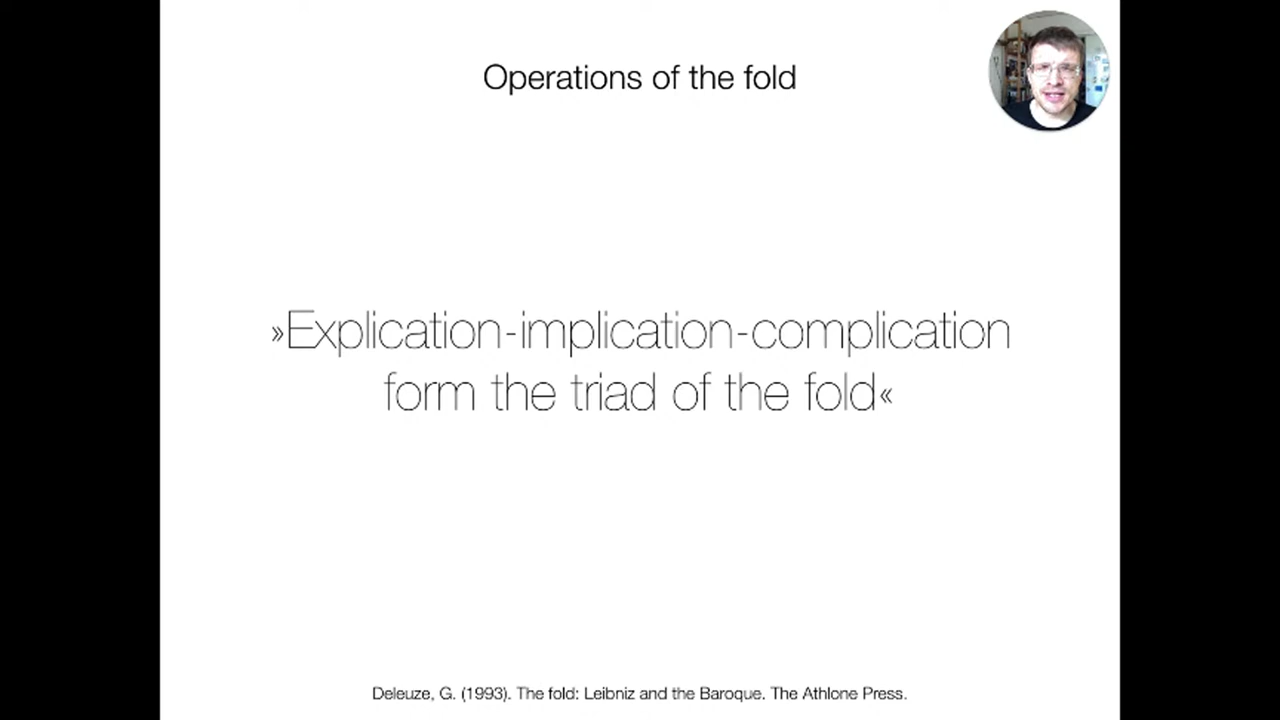 Operations of the fold
»Explication-implication-complication
form the triad of the fold«
Deleuze, G. (1993). The fold: Leibniz and the Baroque. The Athlone Press.